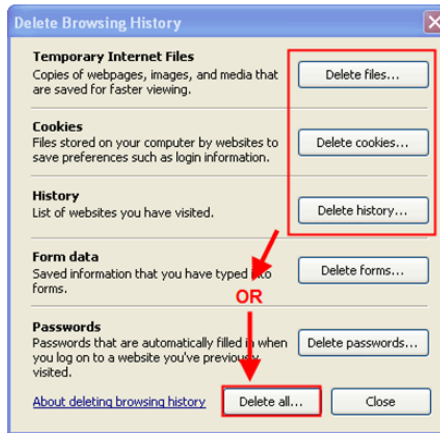 Delete Browsing History
Temporary Internet Files
Copies of webpages, images, and media that
are saved for faster viewing.
Delete files...
Cookies
Files stored on your computer by websites to
save preferences such as login information.
Delete cookies...
History
List of websites you have visited.
Delete history...
Form data
Saved information that you have typed into
forms.
Delete forms...
OR
Passwords
Passwords that are automatically filled in when
you log on to a website you've previously
visited.
Delete passwords...
About deleting browsing history
Delete all...
Close